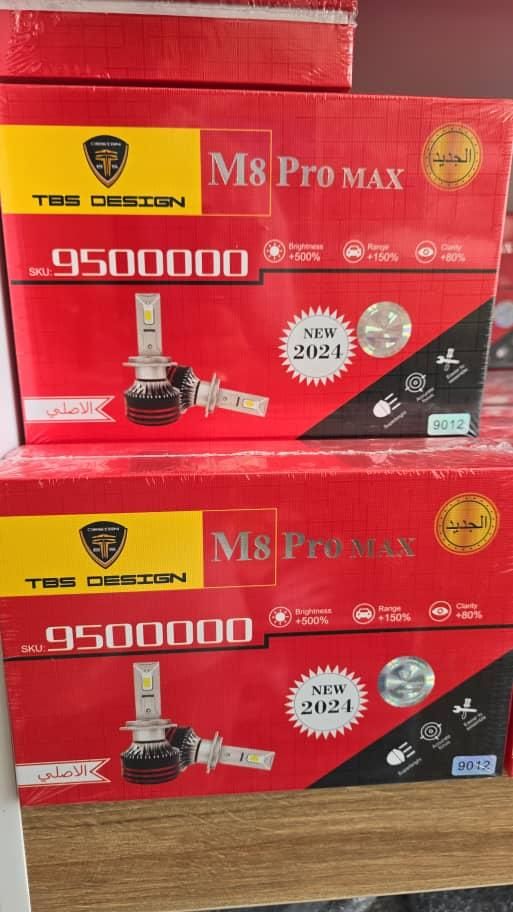 TBS DESIGN
M8 Pro MAX
الجديد
SKU: 9500000
Brightness
+500%
Range
+150%
Clarity
+80%
NEW
2024
الاصلي
9012
TBS DESIGN
M8 Pro MAX
الجديد
SKU: 9500000
Brightness
+500%
Range
+150%
Clarity
+80%
NEW
2024
الاصلي
9012